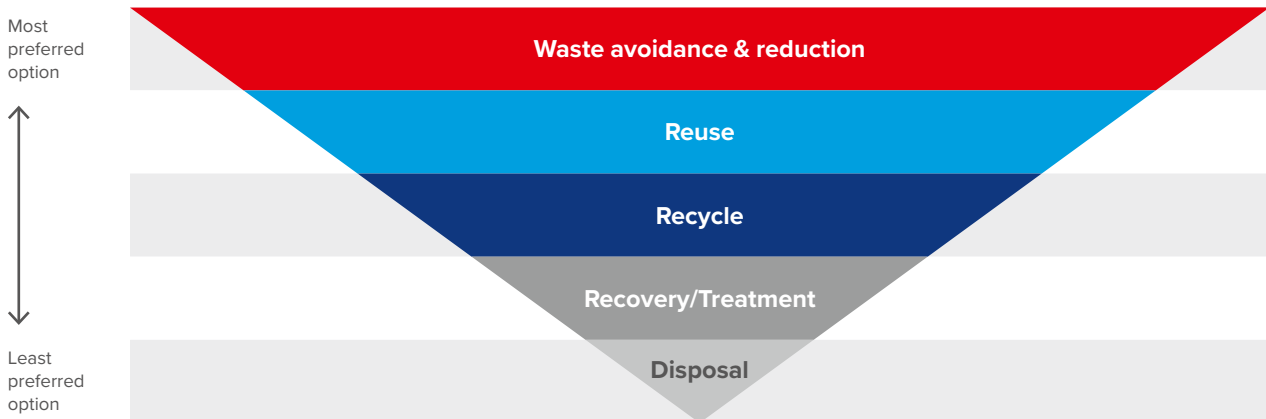 Most
preferred
option
Waste avoidance & reduction
Reuse
Recycle
Recovery/Treatment
Least
preferred
option
Disposal